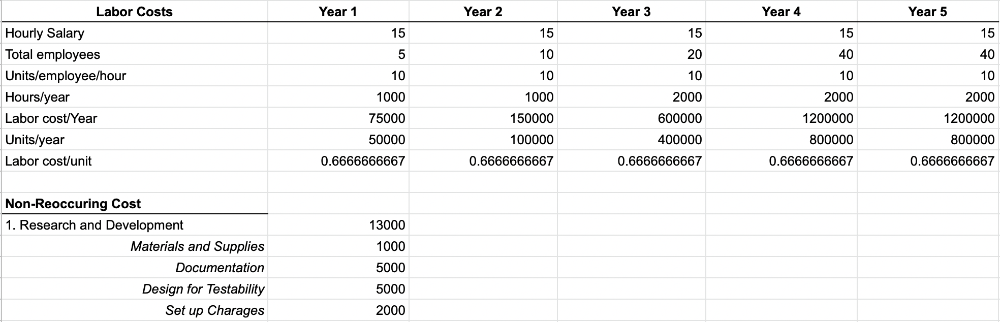 Labor Costs Year 1 Year 2 Year 3 Year 4 Year 5
Hourly Salary 15 15 15 15 15
Total employees 5 10 20 40 40
Units/employee/hour 10 10 10 10 10
Hours/year 1000 1000 2000 2000 2000
Labor cost/Year 75000 150000 600000 1200000 1200000
Units/year 50000 100000 400000 800000 800000
Labor cost/unit 0.6666666667 0.6666666667 0.6666666667 0.6666666667 0.6666666667
Non-Reoccuring Cost
1. Research and Development 13000
Materials and Supplies 1000
Documentation 5000
Design for Testability 5000
Set up Charages 2000